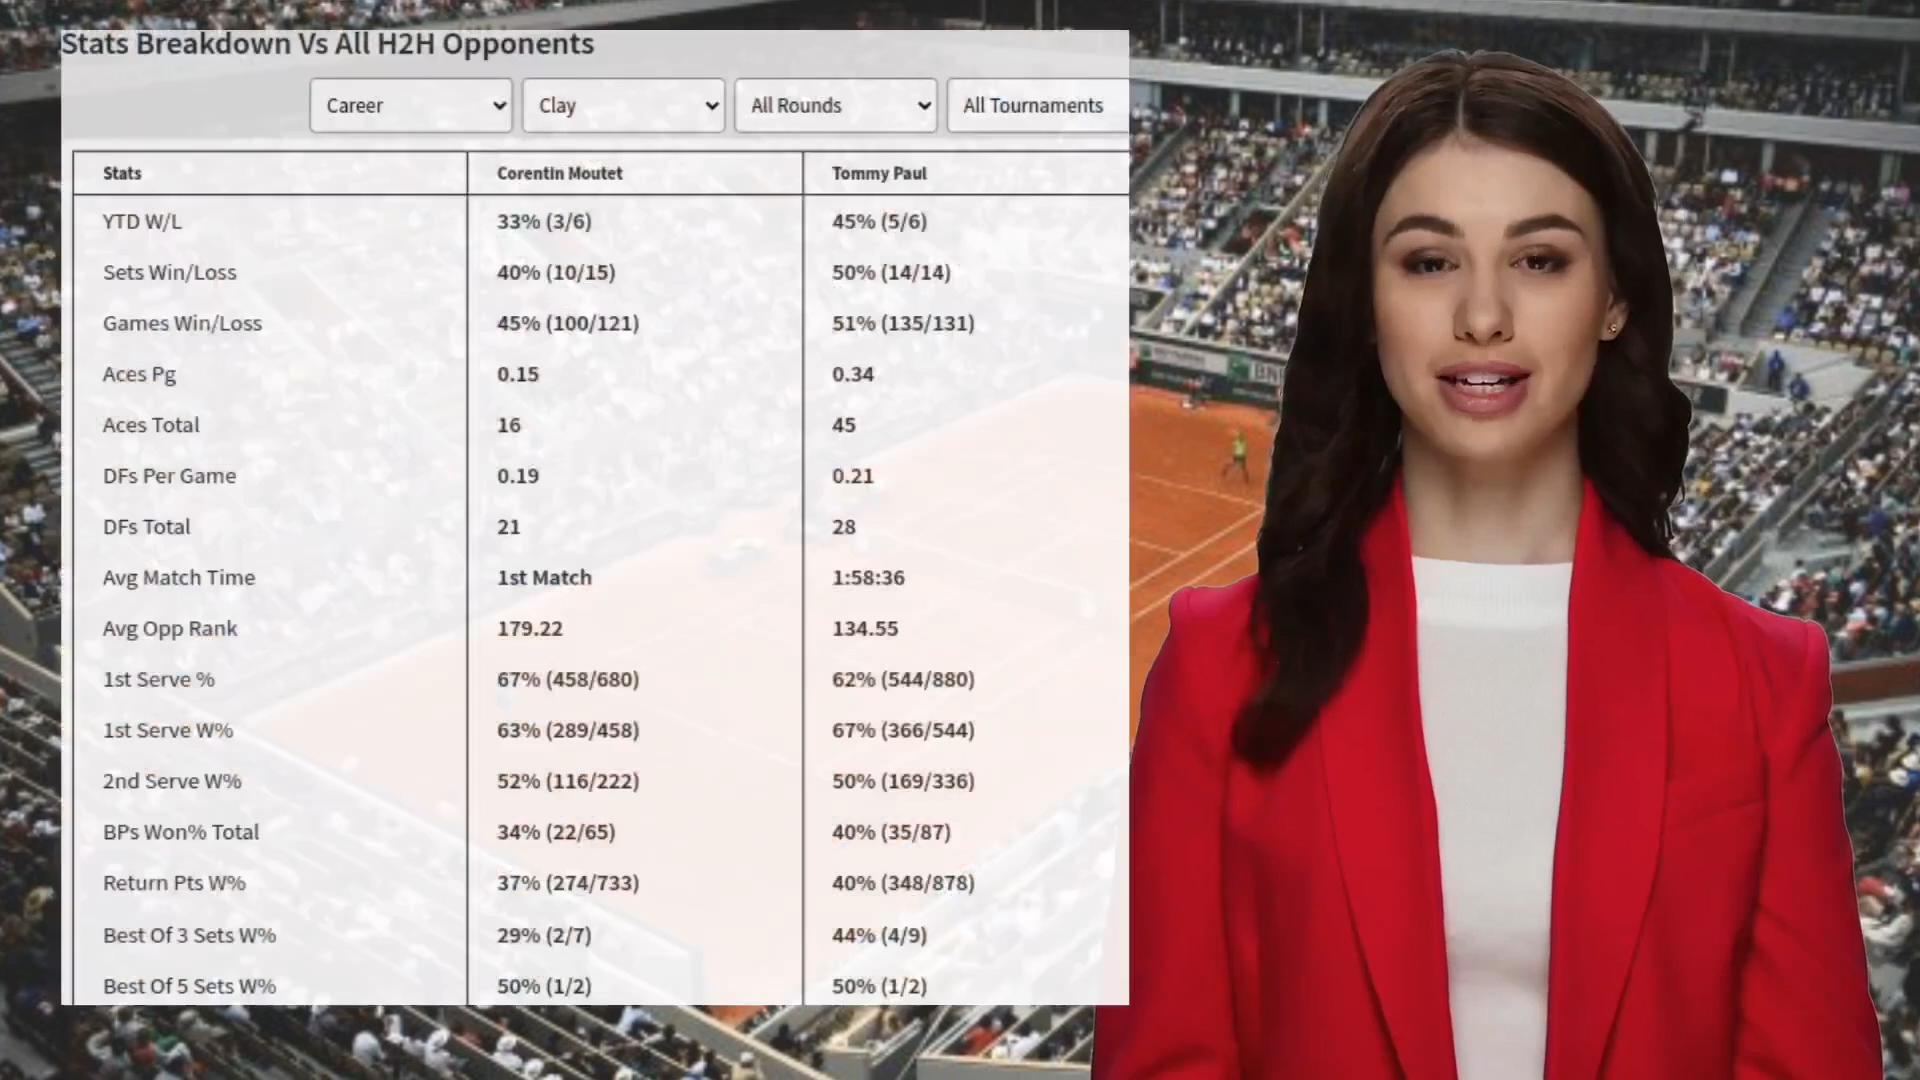 Stats Breakdown Vs All H2H Opponents
Career Clay All Rounds All Tournaments
Stats Corentin Moutet Tommy Paul
YTD W/L 33% (3/6) 45% (5/6)
Sets Win/Loss 40% (10/15) 50% (14/14)
Games Win/Loss 45% (100/121) 51% (135/131)
Aces Pg 0.15 0.34
Aces Total 16 45
DFs Per Game 0.19 0.21
DFs Total 21 28
Avg Match Time 1st Match 1:58:36
Avg Opp Rank 179.22 134.55
1st Serve % 67% (458/680) 62% (544/880)
1st Serve W% 63% (289/458) 67% (366/544)
2nd Serve W% 52% (116/222) 50% (169/336)
BPs Won% Total 34% (22/65) 40% (35/87)
Return Pts W% 37% (274/733) 40% (348/878)
Best Of 3 Sets W% 29% (2/7) 44% (4/9)
Best Of 5 Sets W% 50% (1/2) 50% (1/2)